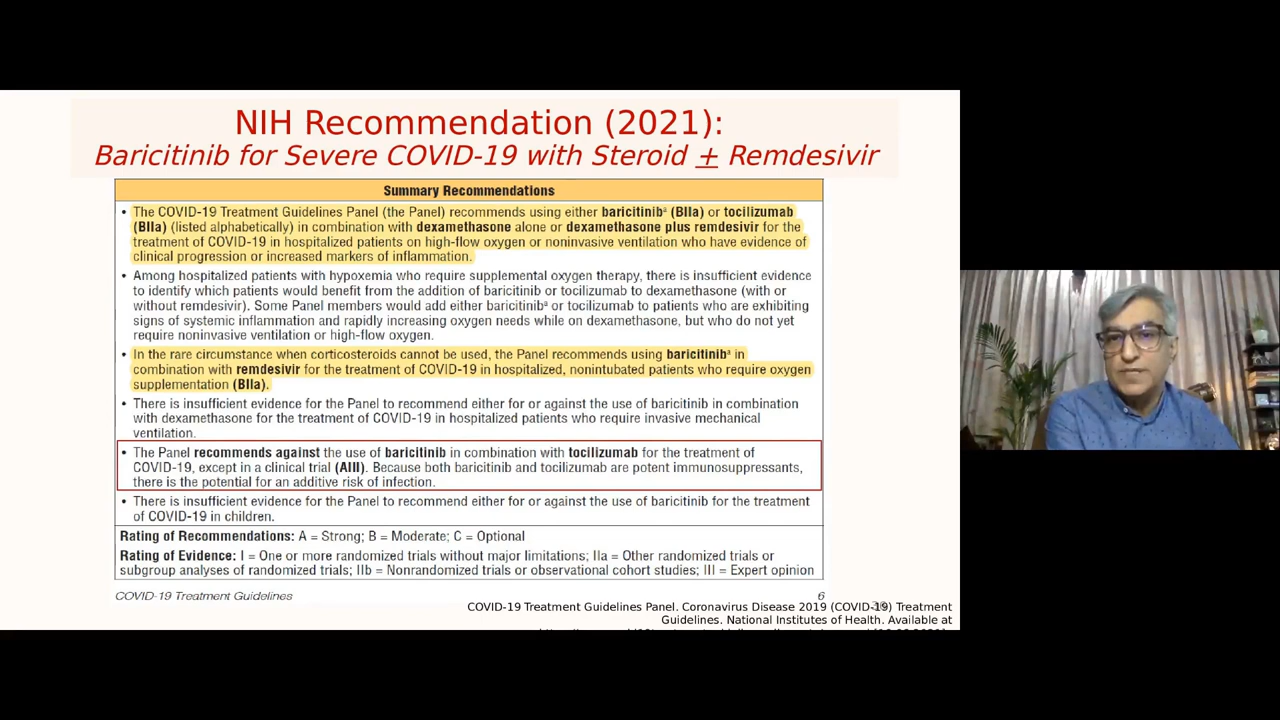 NIH Recommendation (2021):
Baricitinib for Severe COVID-19 with Steroid ± Remdesivir
Summary Recommendations
• The COVID-19 Treatment Guidelines Panel (the Panel) recommends using either baricitinibᵃ (BIIa) or tocilizumab
(BIIa) (listed alphabetically) in combination with dexamethasone alone or dexamethasone plus remdesivir for the
treatment of COVID-19 in hospitalized patients on high-flow oxygen or noninvasive ventilation who have evidence of
clinical progression or increased markers of inflammation.
• Among hospitalized patients with hypoxemia who require supplemental oxygen therapy, there is insufficient evidence
to identify which patients would benefit from the addition of baricitinib or tocilizumab to dexamethasone (with or
without remdesivir). Some Panel members would add either baricitinibᵃ or tocilizumab to patients who are exhibiting
signs of systemic inflammation and rapidly increasing oxygen needs while on dexamethasone, but who do not yet
require noninvasive ventilation or high-flow oxygen.
• In the rare circumstance when corticosteroids cannot be used, the Panel recommends using baricitinibᵃ in
combination with remdesivir for the treatment of COVID-19 in hospitalized, nonintubated patients who require oxygen
supplementation (BIIa).
• There is insufficient evidence for the Panel to recommend either for or against the use of baricitinib in combination
with dexamethasone for the treatment of COVID-19 in hospitalized patients who require invasive mechanical
ventilation.
• The Panel recommends against the use of baricitinib in combination with tocilizumab for the treatment of
COVID-19, except in a clinical trial (AIII). Because both baricitinib and tocilizumab are potent immunosuppressants,
there is the potential for an additive risk of infection.
• There is insufficient evidence for the Panel to recommend either for or against the use of baricitinib for the treatment
of COVID-19 in children.
Rating of Recommendations: A = Strong; B = Moderate; C = Optional
Rating of Evidence: I = One or more randomized trials without major limitations; IIa = Other randomized trials or
subgroup analyses of randomized trials; IIb = Nonrandomized trials or observational cohort studies; III = Expert opinion
COVID-19 Treatment Guidelines 6
COVID-19 Treatment Guidelines Panel. Coronavirus Disease 2019 (COVID-19) Treatment
Guidelines. National Institutes of Health. Available at